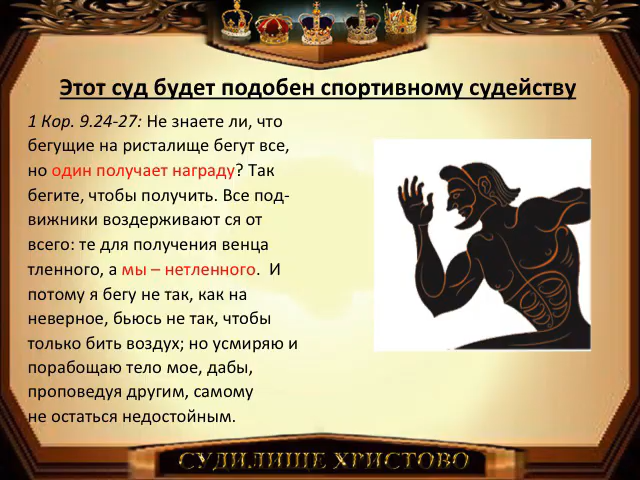 Этот суд будет подобен спортивному судейству
1 Кор. 9.24-27: Не знаете ли, что
бегущие на ристалище бегут все,
но один получает награду? Так
бегите, чтобы получить. Все под-
вижники воздерживают ся от
всего: те для получения венца
тленного, а мы – нетленного.  И
потому я бегу не так, как на
неверное, бьюсь не так, чтобы
только бить воздух; но усмиряю и
порабощаю тело мое, дабы,
проповедуя другим, самому
не остаться недостойным.
СУДИЛИЩЕ ХРИСТОВО